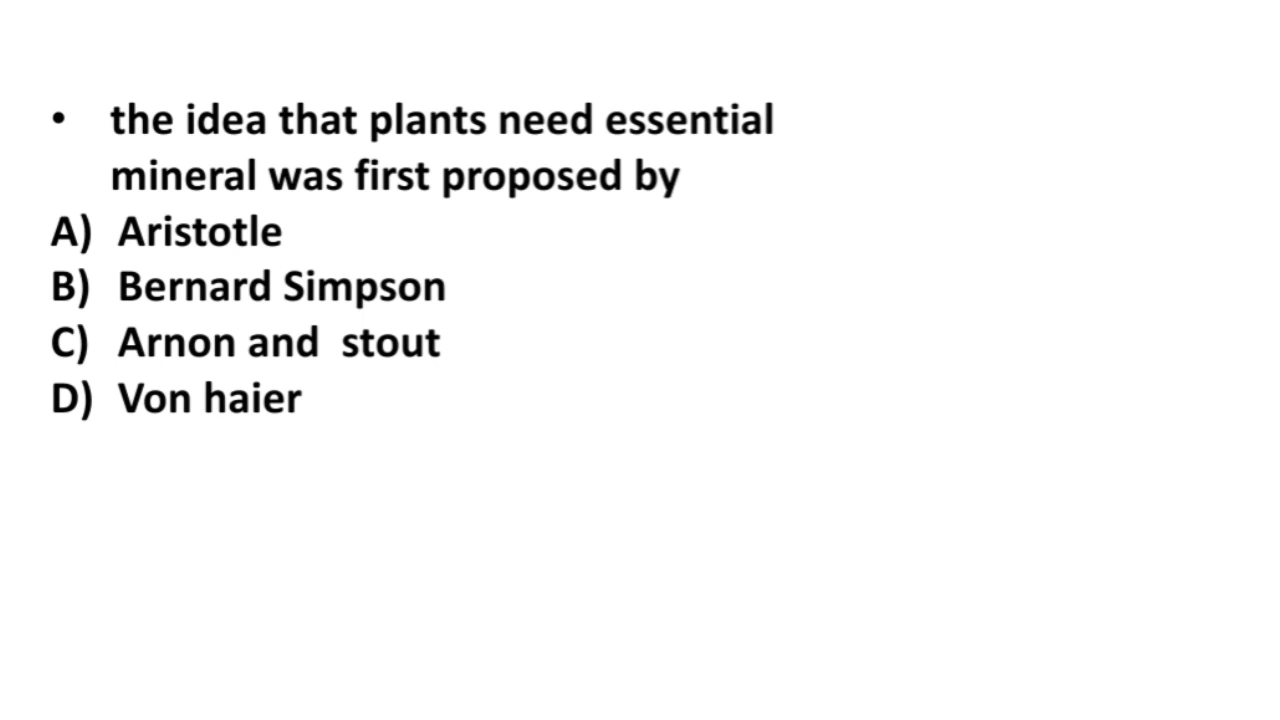 • the idea that plants need essential
mineral was first proposed by
A) Aristotle
B) Bernard Simpson
C) Arnon and  stout
D) Von haier